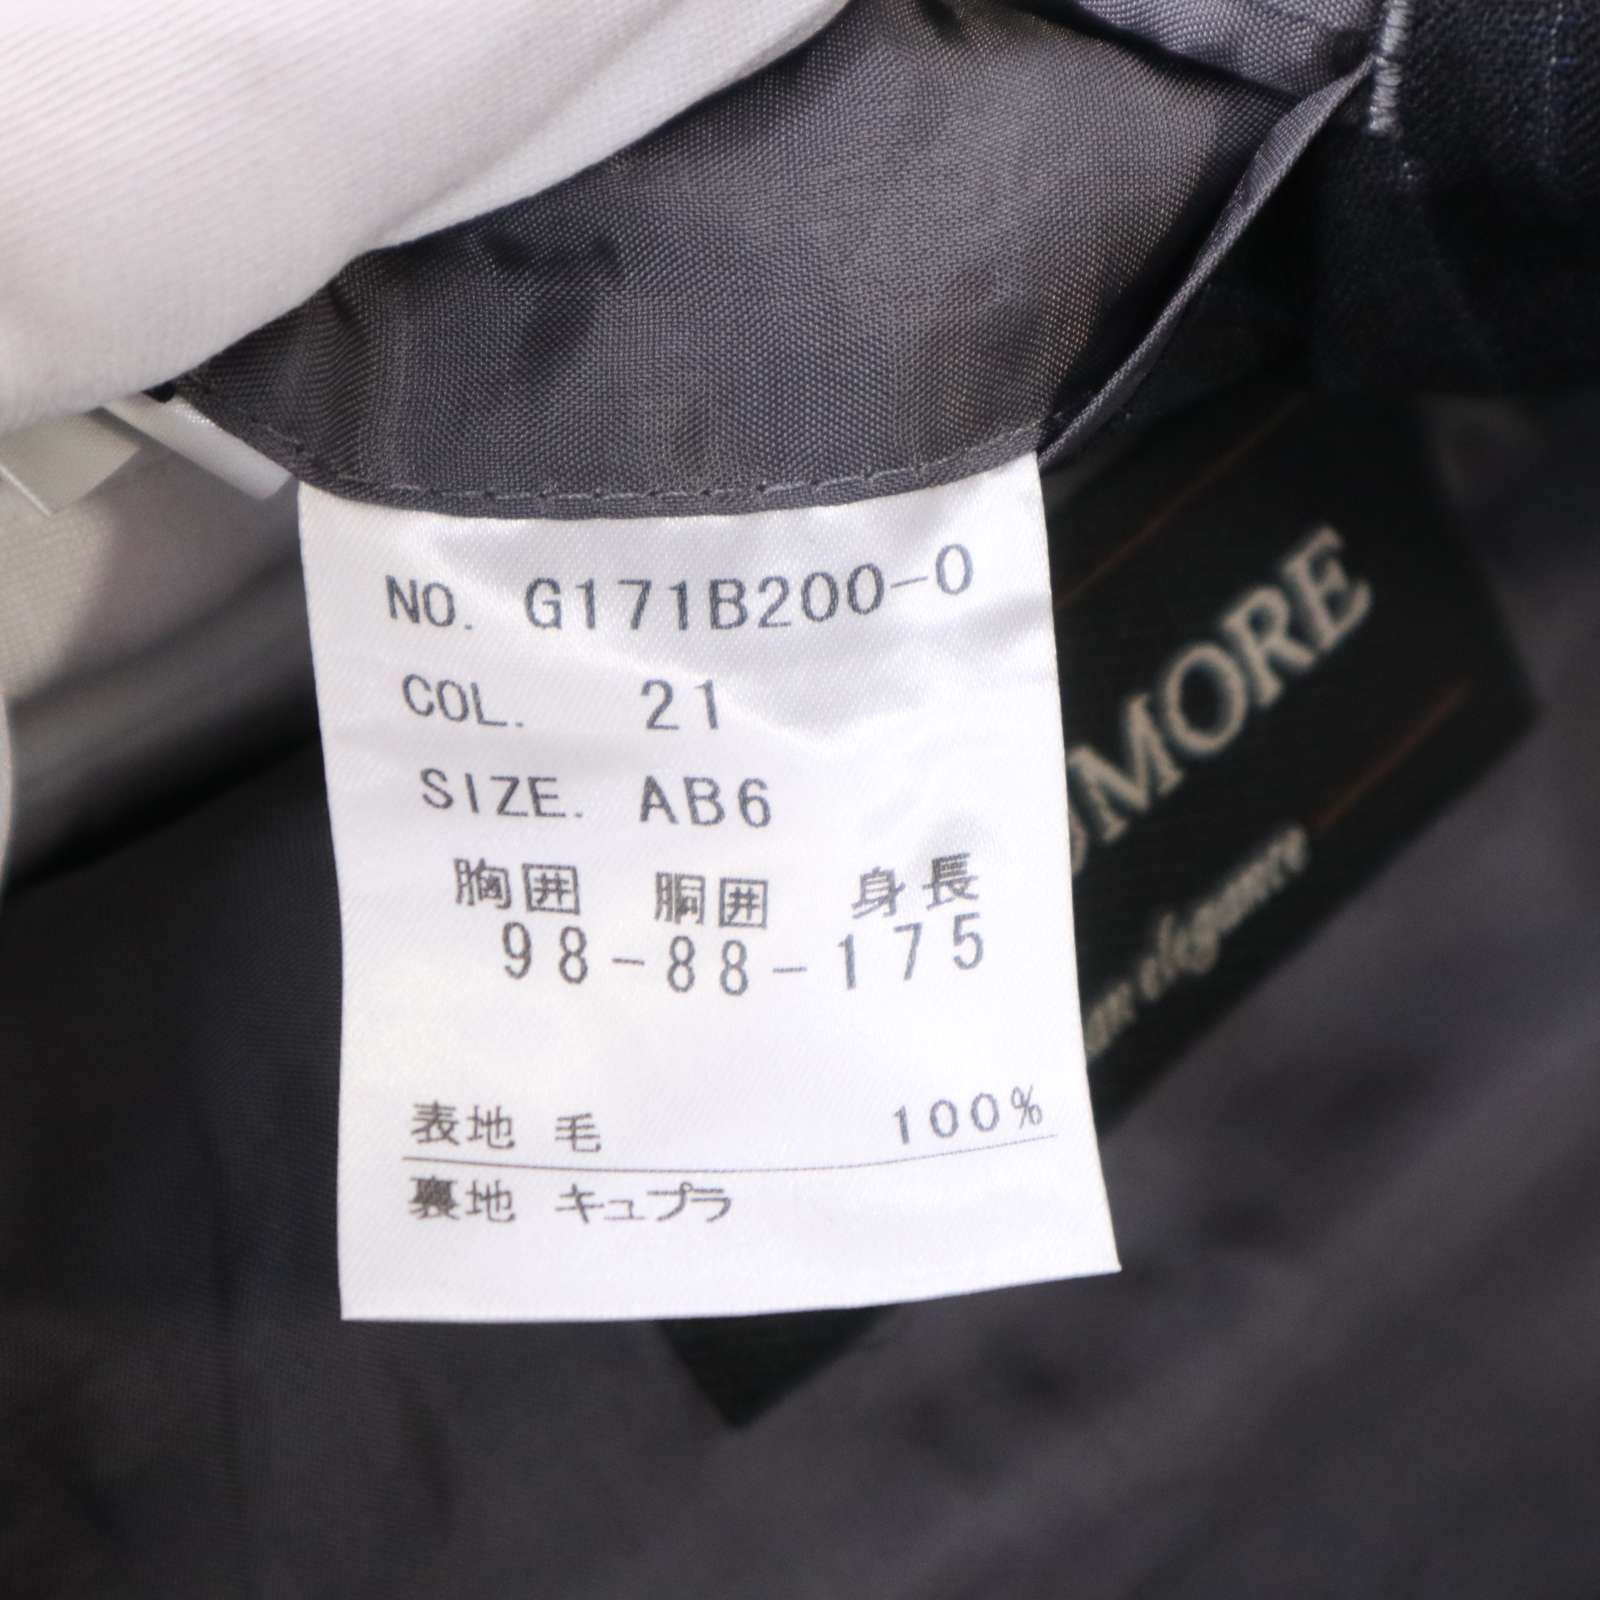 NO. G171B200-0
COL. 21
SIZE. AB6
胸囲 胴囲 身長
98-88-175
表地 毛 100%
裏地 キュプラ
elegante